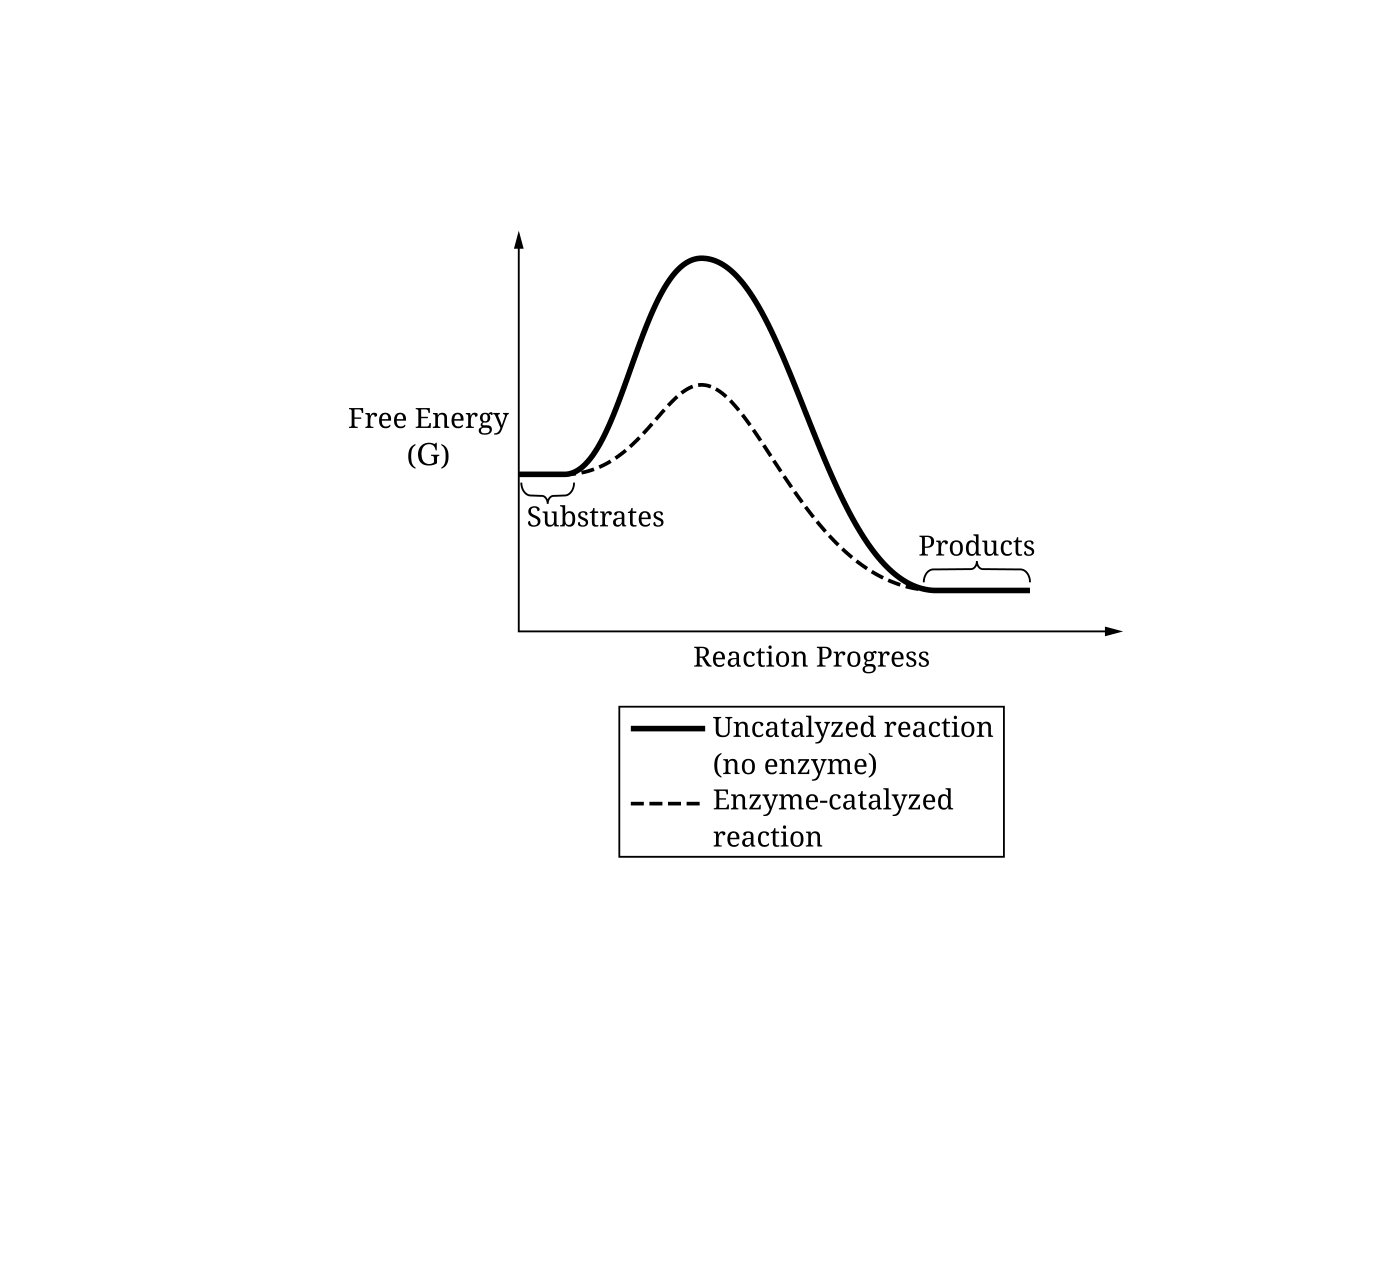 Free Energy
(G)
Substrates
Products
Reaction Progress
Uncatalyzed reaction
(no enzyme)
Enzyme-catalyzed
reaction